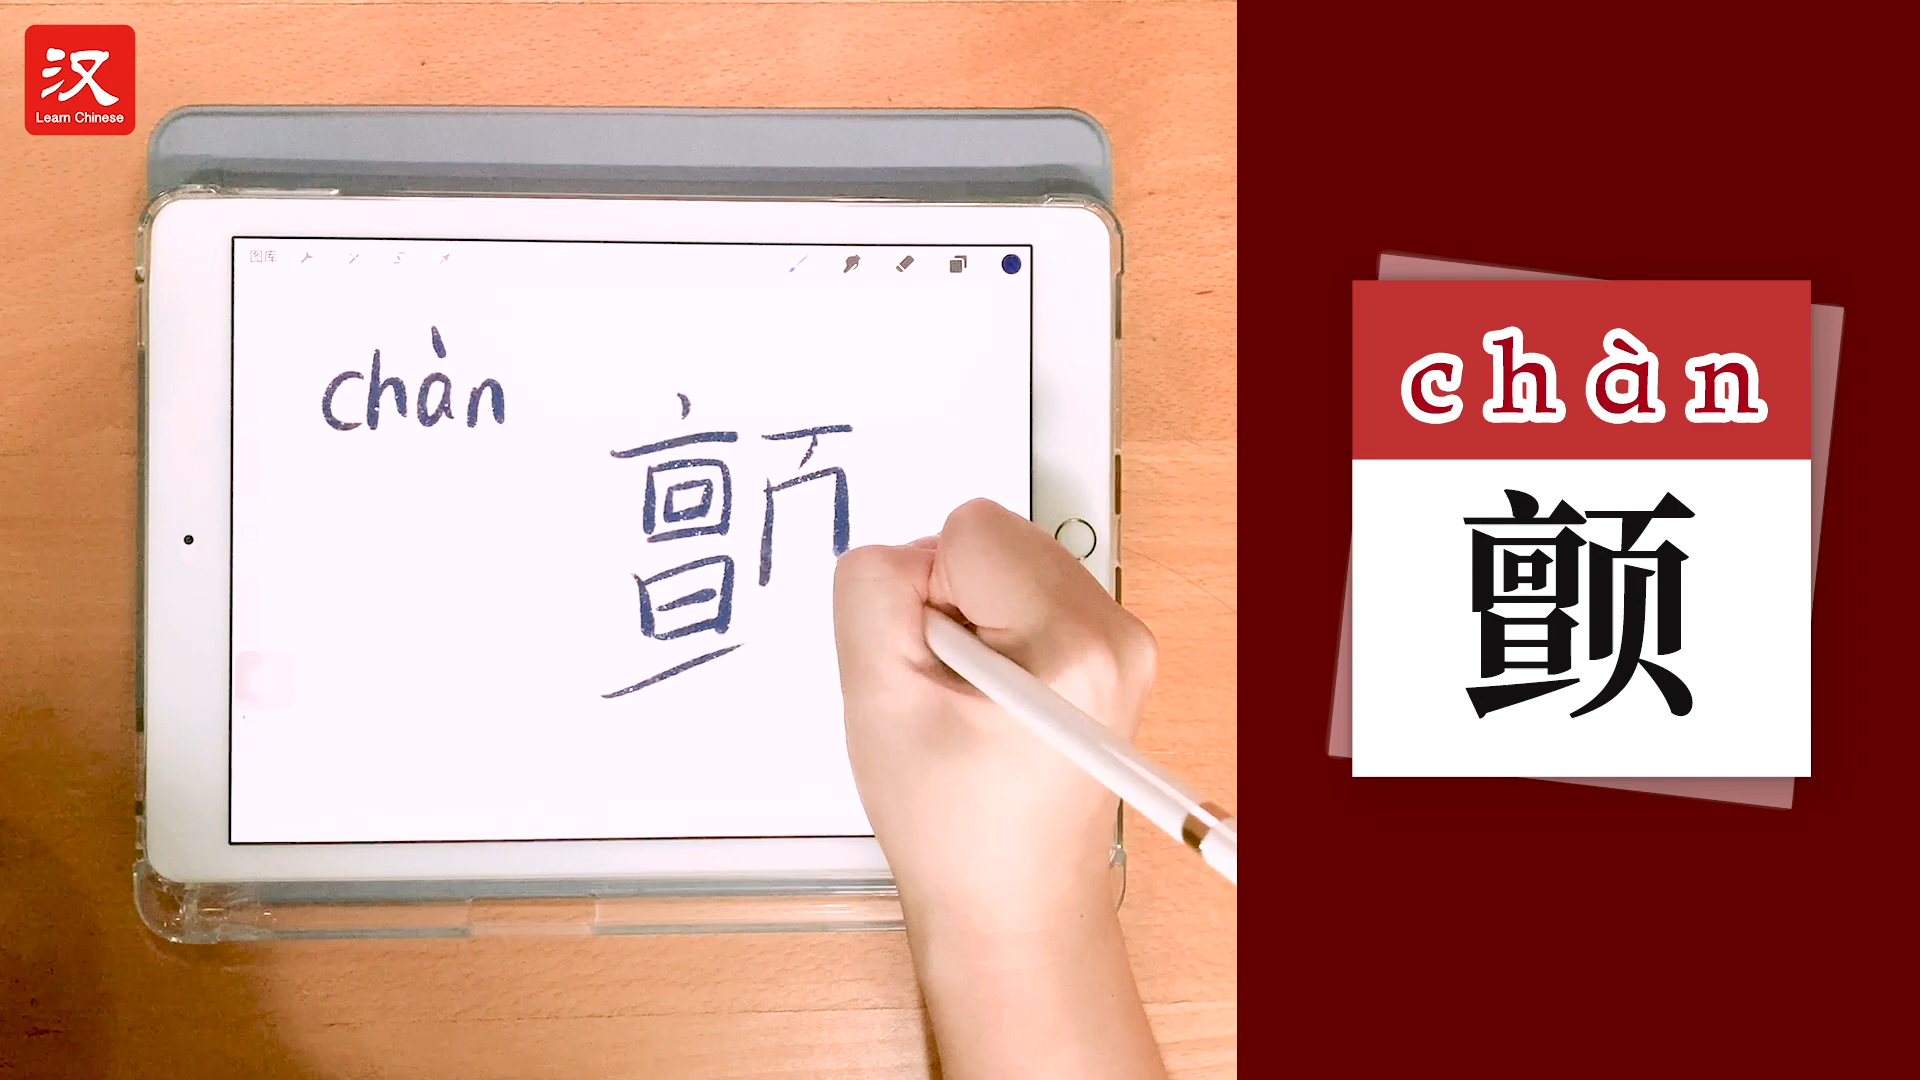 汉
Learn Chinese
图库
chàn
chàn
颤